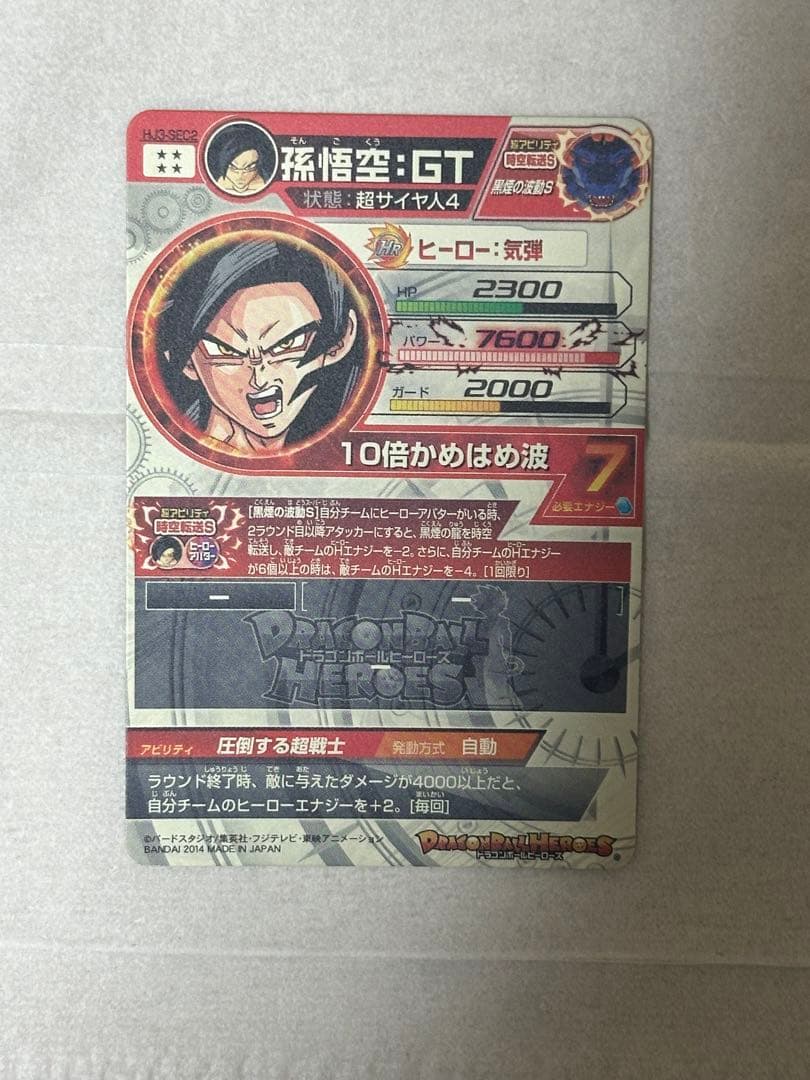 HJ3-SEC2
孫悟空:GT
そん ご くう
状態:超サイヤ人4
超アビリティ
時空転送S
黒煙の波動S
HR ヒーロー:気弾
HP 2300
パワー 7600
ガード 2000
10倍かめはめ波
7
必要エナジー
超アビリティ
時空転送S
ヒーロー
アバター
[黒煙の波動S]自分チームにヒーローアバターがいる時、
2ラウンド目以降アタッカーにすると、黒煙の龍を時空
転送し、敵チームのHエナジーを-2。さらに、自分チームのHエナジー
が6個以上の時は、敵チームのHエナジーを-4。[1回限り]
ー
[ ー ]
DRAGONBALL
ドラゴンボールヒーローズ
ー
HEROES
アビリティ 圧倒する超戦士 発動方式 自動
ラウンド終了時、敵に与えたダメージが4000以上だと、
自分チームのヒーローエナジーを+2。[毎回]
©バードスタジオ/集英社・フジテレビ・東映アニメーション
BANDAI 2014 MADE IN JAPAN
DRAGONBALL HEROES
ドラゴンボールヒーローズ